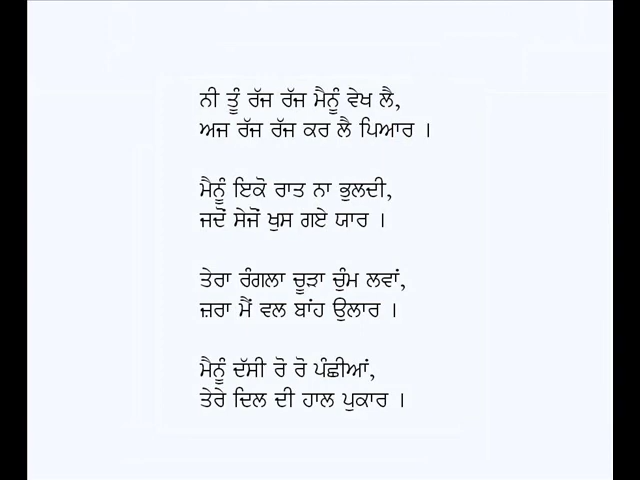 ਨੀ ਤੂੰ ਰੱਜ ਰੱਜ ਮੈਨੂੰ ਵੇਖ ਲੈ,
ਅਜ ਰੱਜ ਰੱਜ ਕਰ ਲੈ ਪਿਆਰ ।
ਮੈਨੂੰ ਇਕੋ ਰਾਤ ਨਾ ਭੁਲਦੀ,
ਜਦੋਂ ਸੇਜੋਂ ਖੁਸ ਗਏ ਯਾਰ ।
ਤੇਰਾ ਰੰਗਲਾ ਚੂੜਾ ਚੁੰਮ ਲਵਾਂ,
ਜ਼ਰਾ ਮੈਂ ਵਲ ਬਾਂਹ ਉਲਾਰ ।
ਮੈਨੂੰ ਦੱਸੀ ਰੋ ਰੋ ਪੰਛੀਆਂ,
ਤੇਰੇ ਦਿਲ ਦੀ ਹਾਲ ਪੁਕਾਰ ।